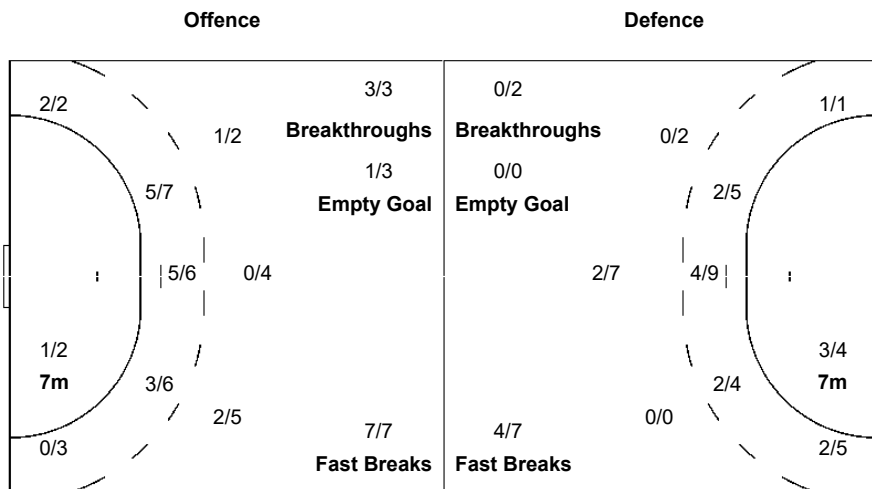 Offence Defence
3/3 0/2
2/2 1/1
1/2 Breakthroughs Breakthroughs 0/2
1/3 0/0
5/7 2/5
Empty Goal Empty Goal
5/6 0/4 2/7 4/9
1/2 3/4
7m 3/6 2/4 7m
2/5 0/0
7/7 4/7
0/3 2/5
Fast Breaks Fast Breaks